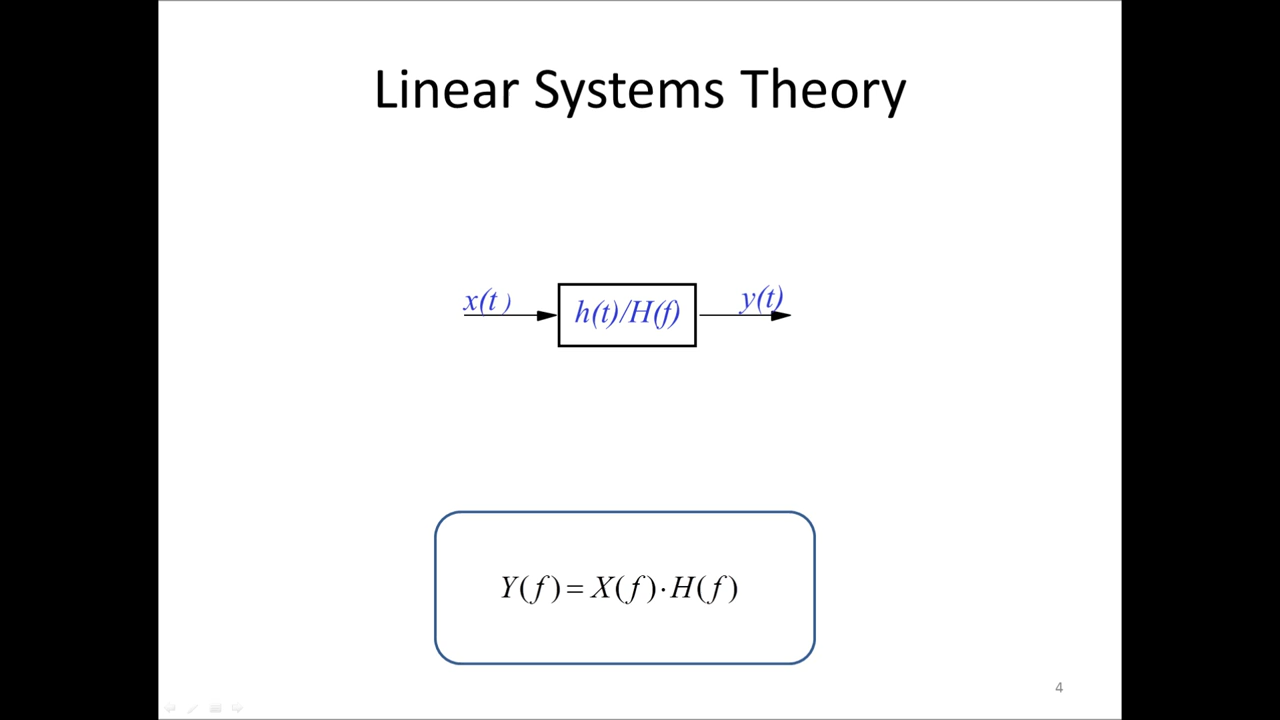 Linear Systems Theory
x(t ) h(t)/H(f) y(t)
Y(f)= X(f)·H(f)
4